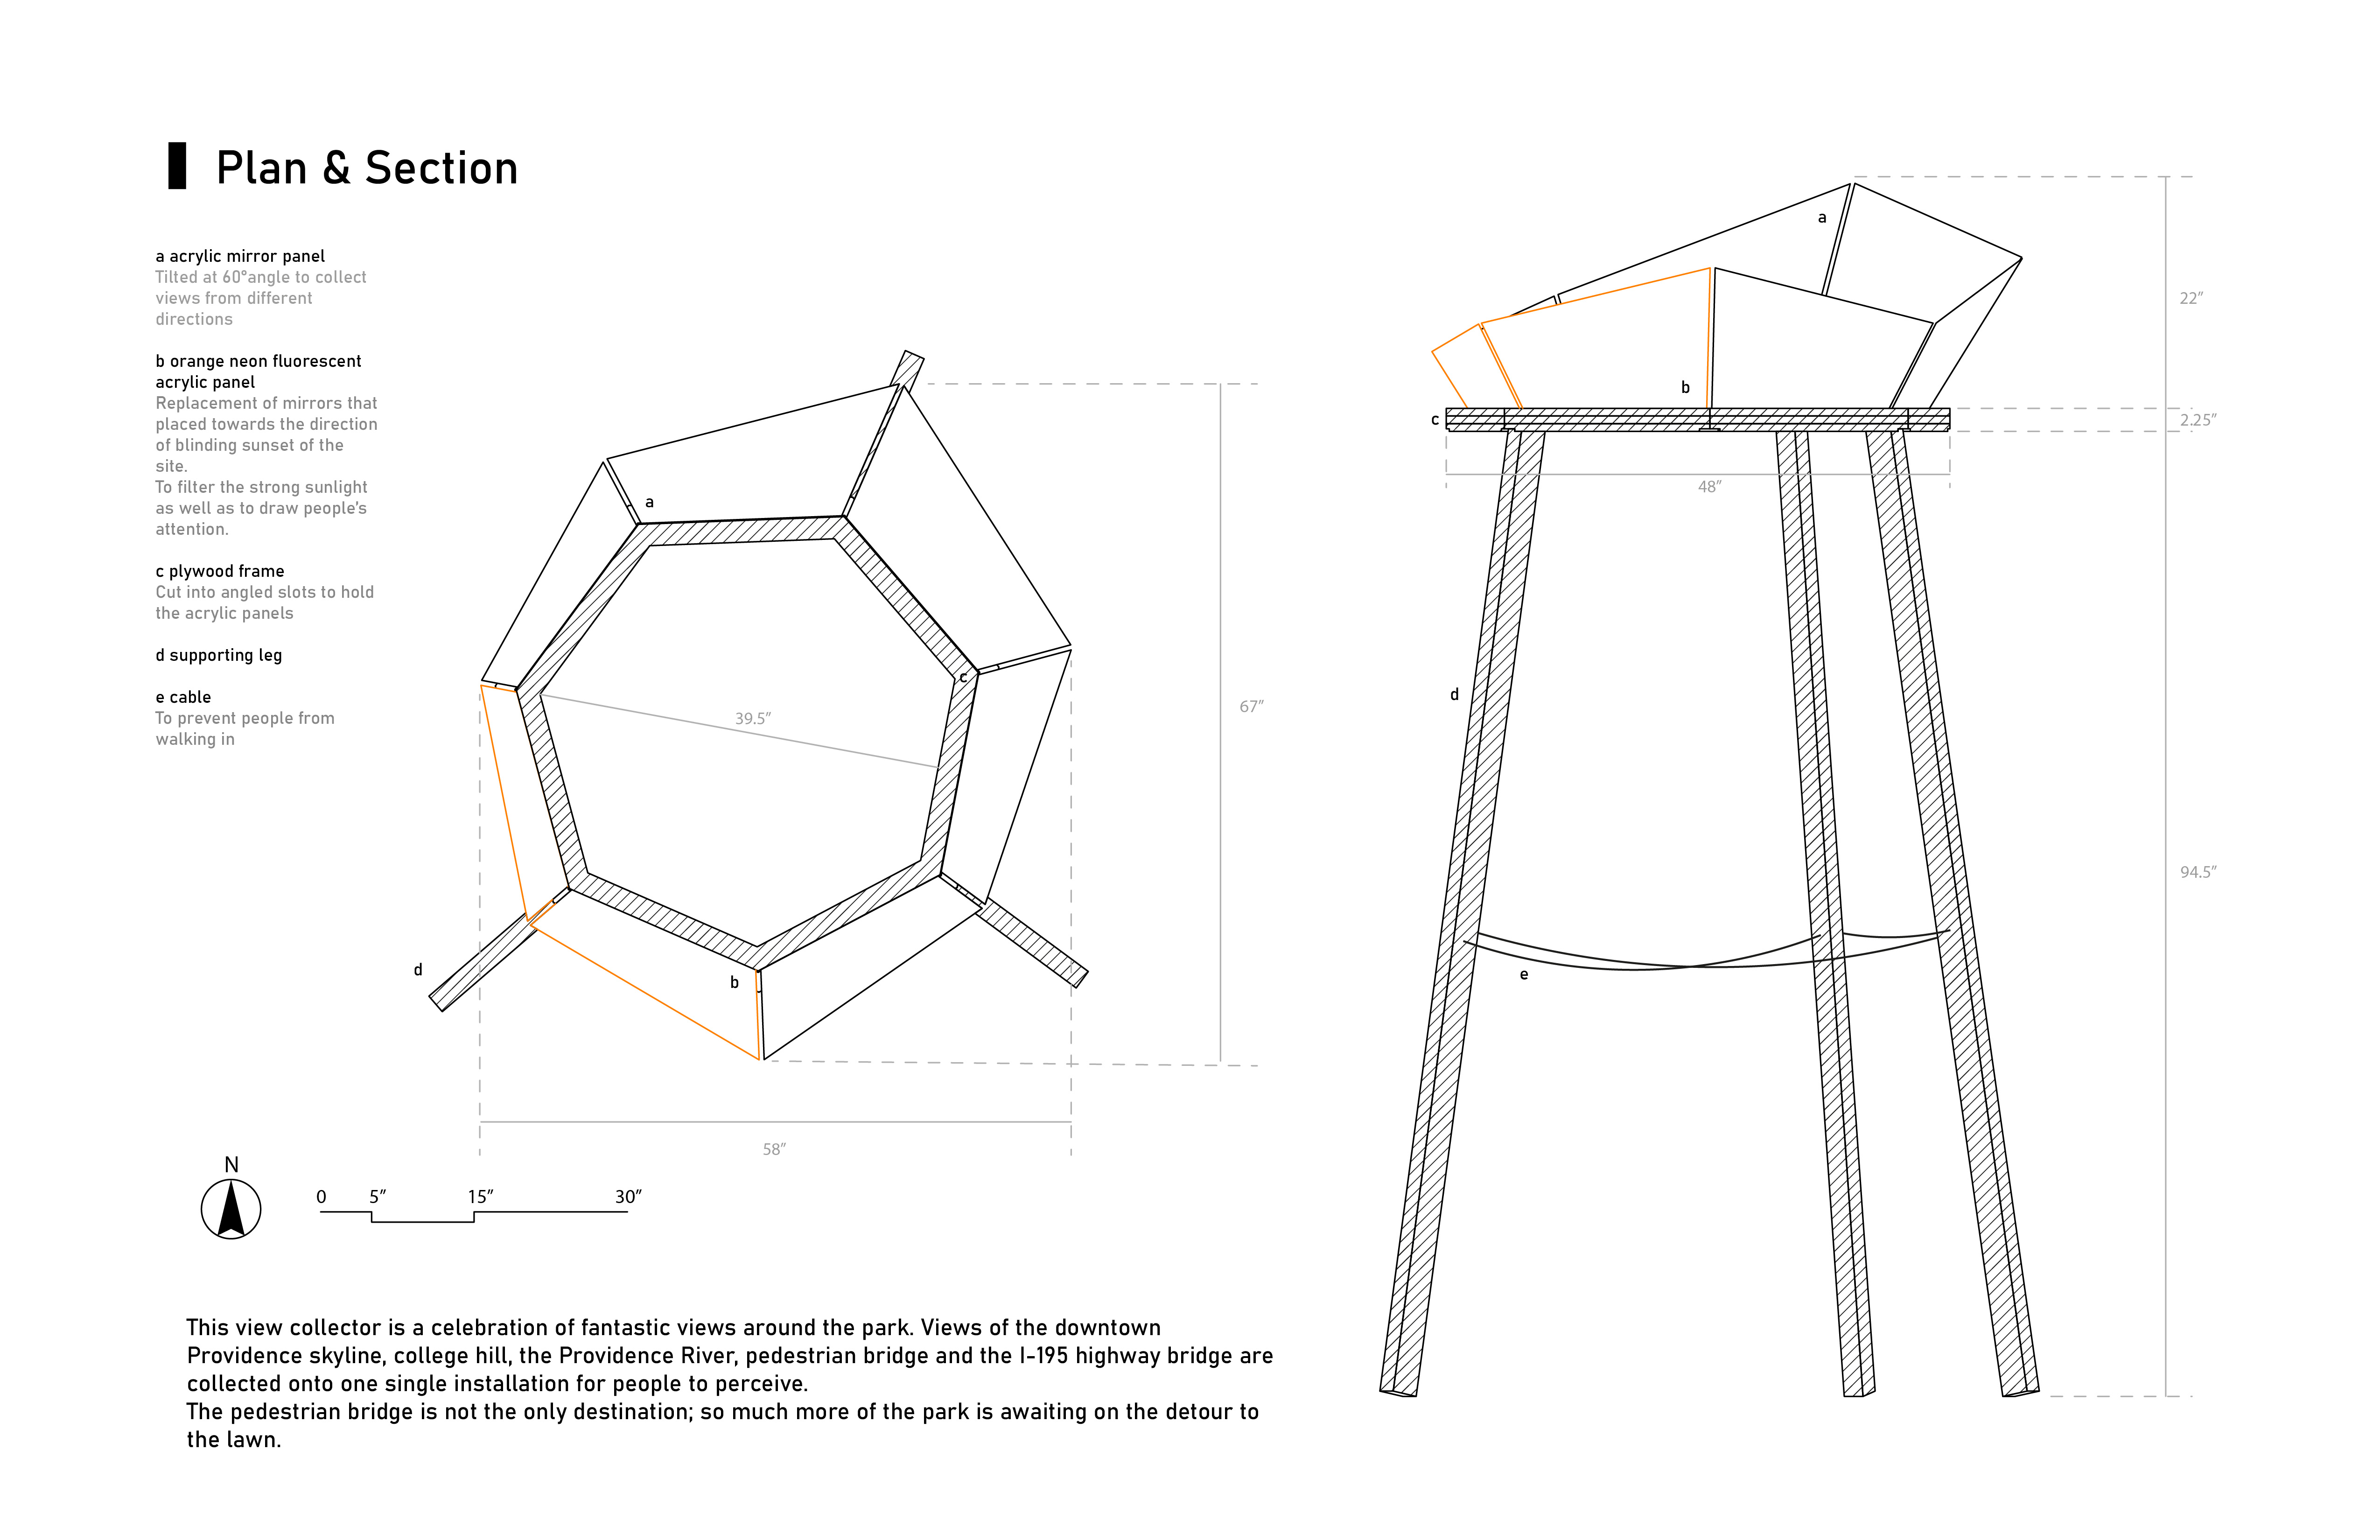 Plan & Section
a acrylic mirror panel
Tilted at 60°angle to collect
views from different
directions
b orange neon fluorescent
acrylic panel
Replacement of mirrors that
placed towards the direction
of blinding sunset of the
site.
To filter the strong sunlight
as well as to draw people's
attention.
c plywood frame
Cut into angled slots to hold
the acrylic panels
d supporting leg
e cable
To prevent people from
walking in
a
c
39.5"
67"
d
b
58"
N
0 5" 15" 30"
a
22"
b
c
2.25"
48"
d
94.5"
e
This view collector is a celebration of fantastic views around the park. Views of the downtown
Providence skyline, college hill, the Providence River, pedestrian bridge and the I-195 highway bridge are
collected onto one single installation for people to perceive.
The pedestrian bridge is not the only destination; so much more of the park is awaiting on the detour to
the lawn.